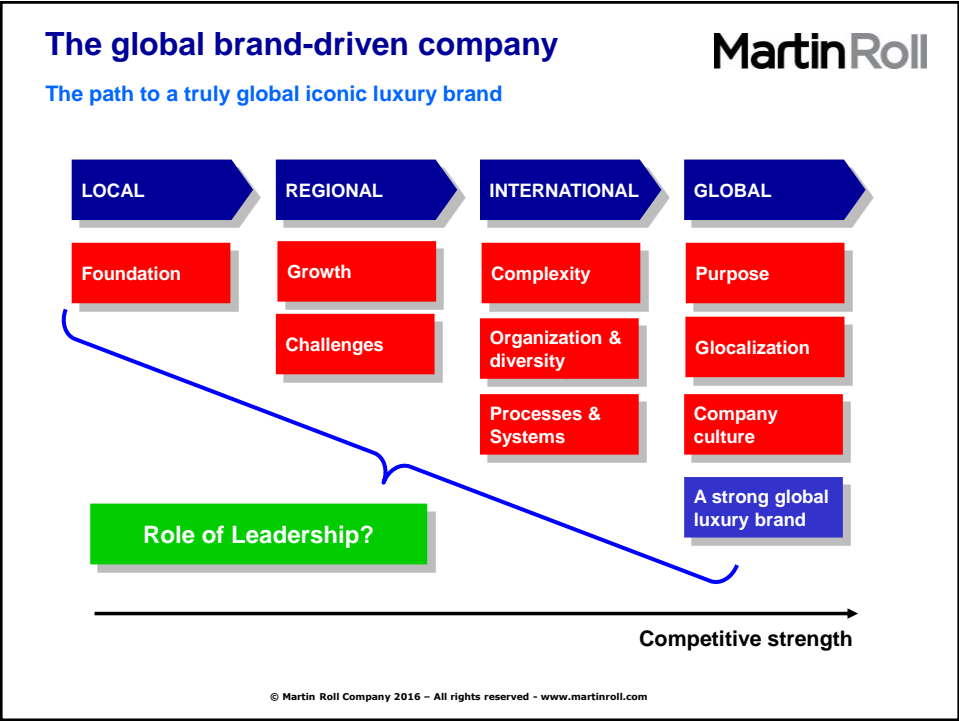 The global brand-driven company
MartinRoll
The path to a truly global iconic luxury brand
LOCAL
REGIONAL
INTERNATIONAL
GLOBAL
Foundation
Growth
Complexity
Purpose
Challenges
Organization &
diversity
Glocalization
Processes &
Systems
Company
culture
A strong global
luxury brand
Role of Leadership?
Competitive strength
© Martin Roll Company 2016 – All rights reserved - www.martinroll.com